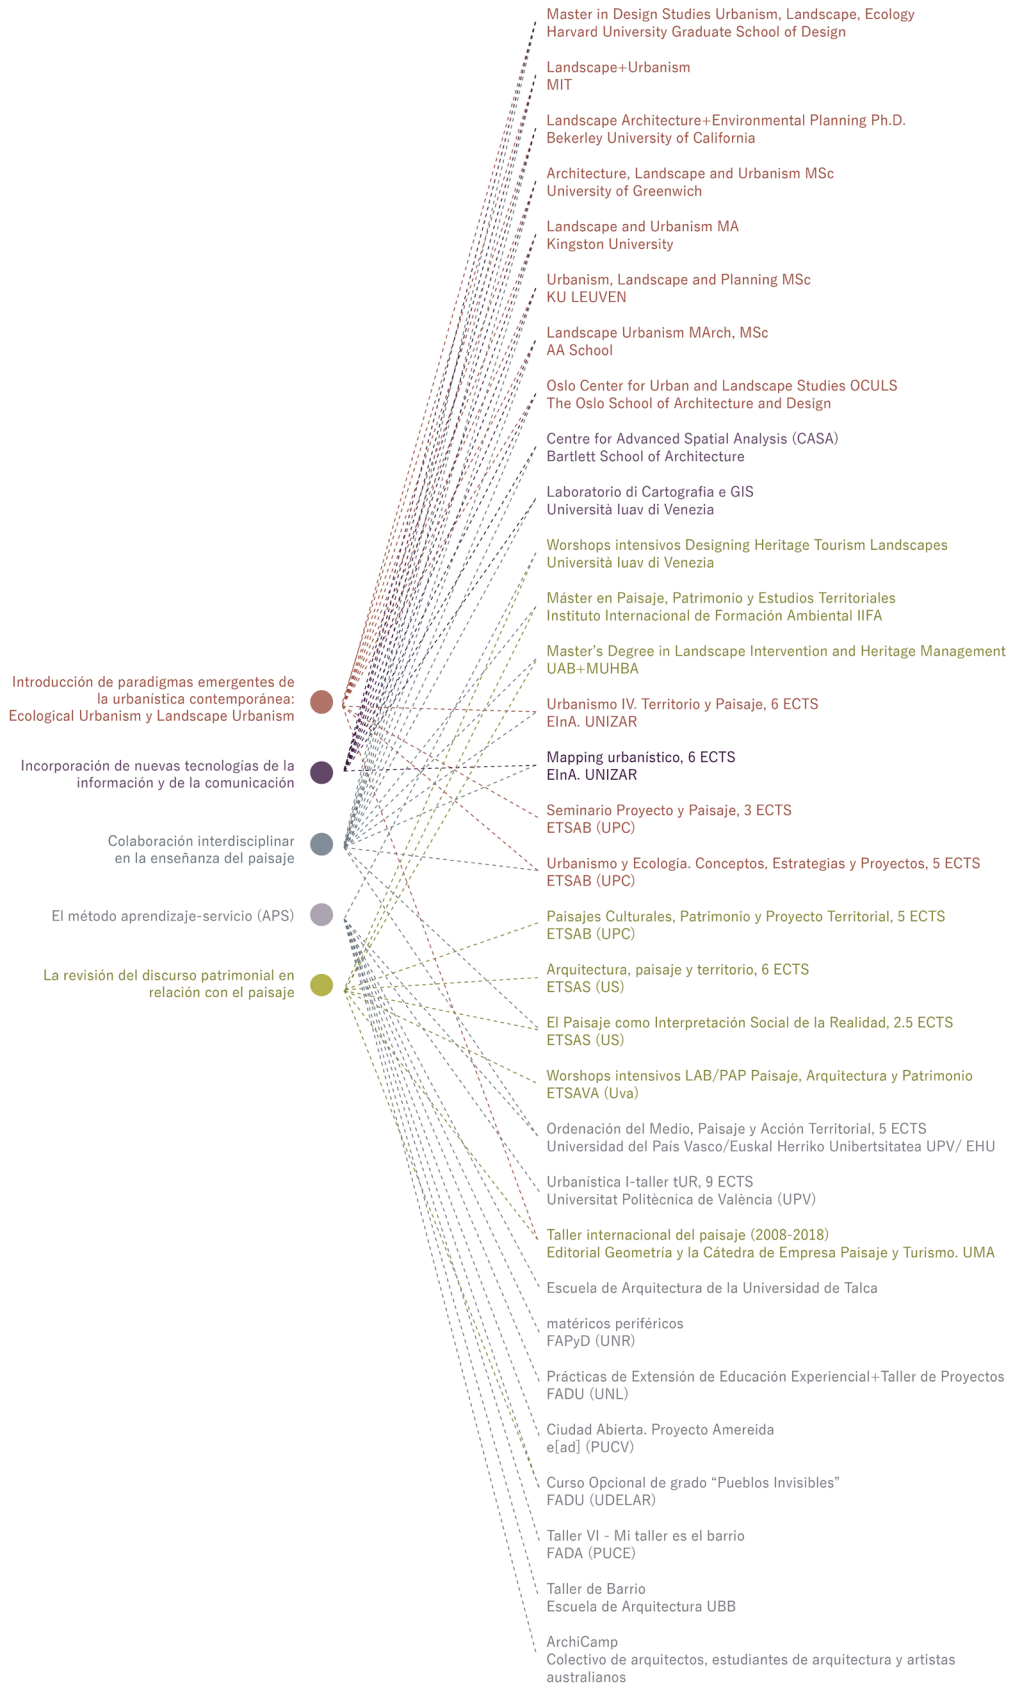 Master in Design Studies Urbanism, Landscape, Ecology
Harvard University Graduate School of Design
Landscape+Urbanism
MIT
Landscape Architecture+Environmental Planning Ph.D.
Bekerley University of California
Architecture, Landscape and Urbanism MSc
University of Greenwich
Landscape and Urbanism MA
Kingston University
Urbanism, Landscape and Planning MSc
KU LEUVEN
Landscape Urbanism MArch, MSc
AA School
Oslo Center for Urban and Landscape Studies OCULS
The Oslo School of Architecture and Design
Centre for Advanced Spatial Analysis (CASA)
Bartlett School of Architecture
Laboratorio di Cartografia e GIS
Università Iuav di Venezia
Worshops intensivos Designing Heritage Tourism Landscapes
Università Iuav di Venezia
Máster en Paisaje, Patrimonio y Estudios Territoriales
Instituto Internacional de Formación Ambiental IIFA
Master's Degree in Landscape Intervention and Heritage Management
UAB+MUHBA
Introducción de paradigmas emergentes de
la urbanística contemporánea:
Ecological Urbanism y Landscape Urbanism
Incorporación de nuevas tecnologías de la
información y de la comunicación
Colaboración interdisciplinar
en la enseñanza del paisaje
El método aprendizaje-servicio (APS)
La revisión del discurso patrimonial en
relación con el paisaje
Urbanismo IV. Territorio y Paisaje, 6 ECTS
EInA. UNIZAR
Mapping urbanístico, 6 ECTS
EInA. UNIZAR
Seminario Proyecto y Paisaje, 3 ECTS
ETSAB (UPC)
Urbanismo y Ecología. Conceptos, Estrategias y Proyectos, 5 ECTS
ETSAB (UPC)
Paisajes Culturales, Patrimonio y Proyecto Territorial, 5 ECTS
ETSAB (UPC)
Arquitectura, paisaje y territorio, 6 ECTS
ETSAS (US)
El Paisaje como Interpretación Social de la Realidad, 2.5 ECTS
ETSAS (US)
Worshops intensivos LAB/PAP Paisaje, Arquitectura y Patrimonio
ETSAVA (Uva)
Ordenación del Medio, Paisaje y Acción Territorial, 5 ECTS
Universidad del País Vasco/Euskal Herriko Unibertsitatea UPV/ EHU
Urbanística I-taller tUR, 9 ECTS
Universitat Politècnica de València (UPV)
Taller internacional del paisaje (2008-2018)
Editorial Geometría y la Cátedra de Empresa Paisaje y Turismo. UMA
Escuela de Arquitectura de la Universidad de Talca
matéricos periféricos
FAPyD (UNR)
Prácticas de Extensión de Educación Experiencial+Taller de Proyectos
FADU (UNL)
Ciudad Abierta. Proyecto Amereida
e[ad] (PUCV)
Curso Opcional de grado “Pueblos Invisibles”
FADU (UDELAR)
Taller VI - Mi taller es el barrio
FADA (PUCE)
Taller de Barrio
Escuela de Arquitectura UBB
ArchiCamp
Colectivo de arquitectos, estudiantes de arquitectura y artistas
australianos